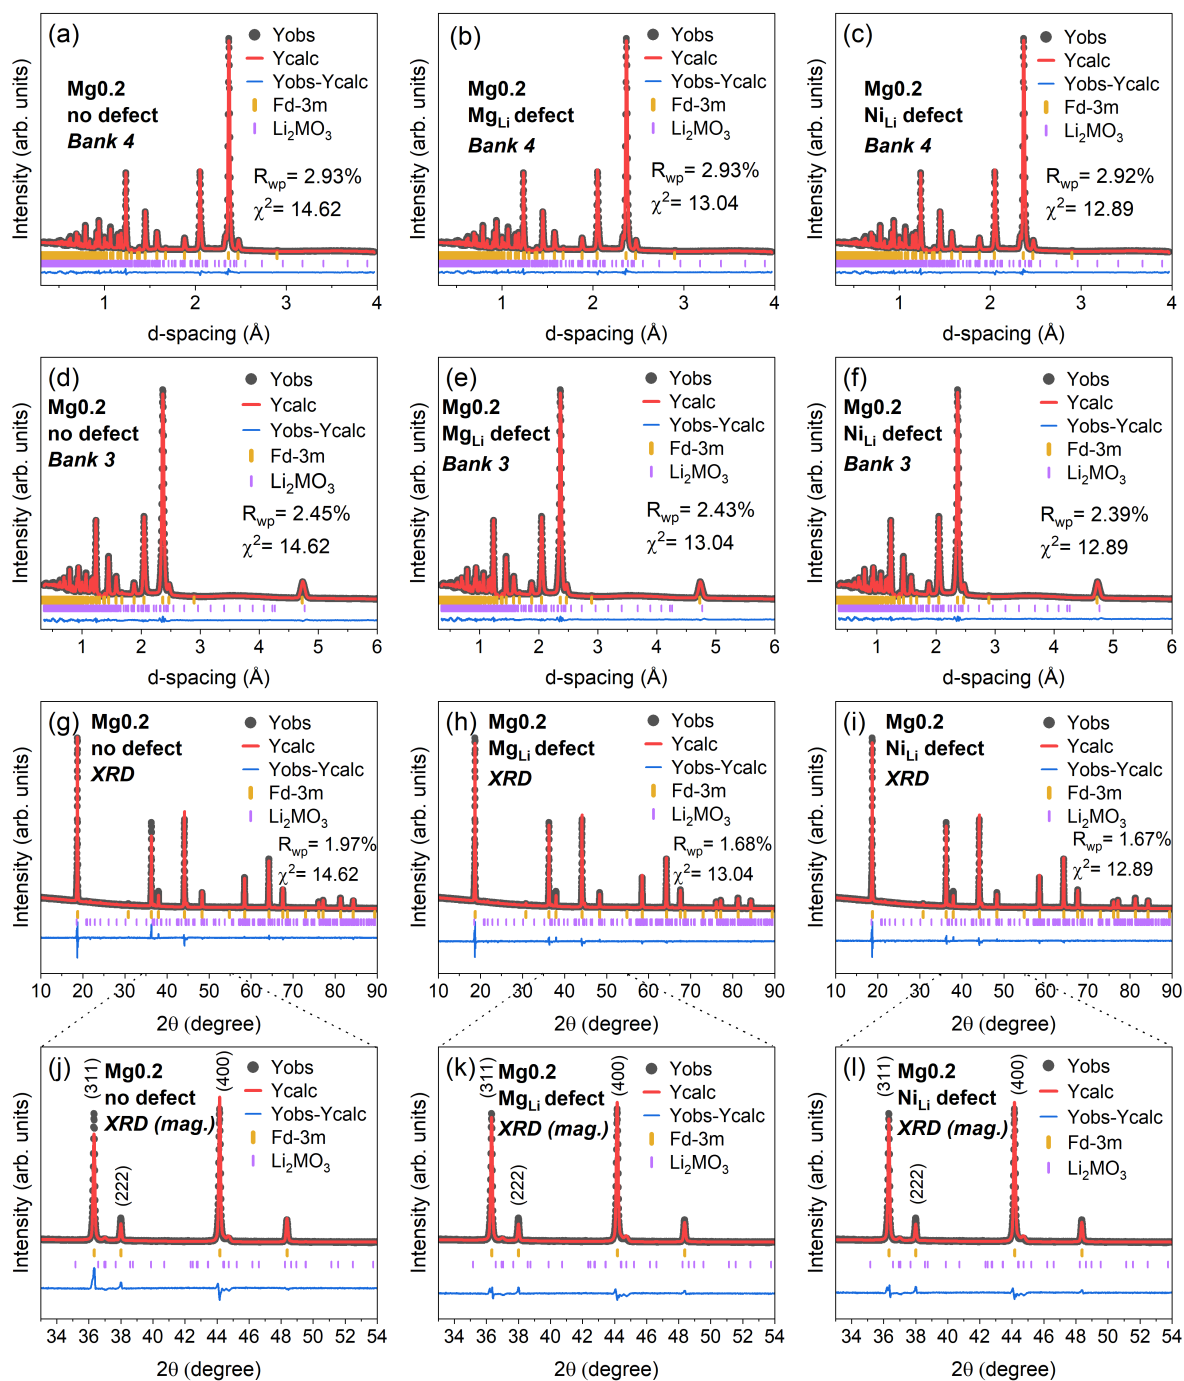 (a)
Mg0.2
no defect
Bank 4
Yobs
Ycalc
Yobs-Ycalc
Fd-3m
Li₂MO₃
R_wp= 2.93%
χ²= 14.62
Intensity (arb. units)
1 2 3 4
d-spacing (Å)
(b)
Mg0.2
Mg_Li defect
Bank 4
Yobs
Ycalc
Yobs-Ycalc
Fd-3m
Li₂MO₃
R_wp= 2.93%
χ²= 13.04
Intensity (arb. units)
1 2 3 4
d-spacing (Å)
(c)
Mg0.2
Ni_Li defect
Bank 4
Yobs
Ycalc
Yobs-Ycalc
Fd-3m
Li₂MO₃
R_wp= 2.92%
χ²= 12.89
Intensity (arb. units)
1 2 3 4
d-spacing (Å)
(d)
Mg0.2
no defect
Bank 3
Yobs
Ycalc
Yobs-Ycalc
Fd-3m
Li₂MO₃
R_wp= 2.45%
χ²= 14.62
Intensity (arb. units)
1 2 3 4 5 6
d-spacing (Å)
(e)
Mg0.2
Mg_Li defect
Bank 3
Yobs
Ycalc
Yobs-Ycalc
Fd-3m
Li₂MO₃
R_wp= 2.43%
χ²= 13.04
Intensity (arb. units)
1 2 3 4 5 6
d-spacing (Å)
(f)
Mg0.2
Ni_Li defect
Bank 3
Yobs
Ycalc
Yobs-Ycalc
Fd-3m
Li₂MO₃
R_wp= 2.39%
χ²= 12.89
Intensity (arb. units)
1 2 3 4 5 6
d-spacing (Å)
(g)
Mg0.2
no defect
XRD
Yobs
Ycalc
Yobs-Ycalc
Fd-3m
Li₂MO₃
R_wp= 1.97%
χ²= 14.62
Intensity (arb. units)
10 20 30 40 50 60 70 80 90
2θ (degree)
(h)
Mg0.2
Mg_Li defect
XRD
Yobs
Ycalc
Yobs-Ycalc
Fd-3m
Li₂MO₃
R_wp= 1.68%
χ²= 13.04
Intensity (arb. units)
10 20 30 40 50 60 70 80 90
2θ (degree)
(i)
Mg0.2
Ni_Li defect
XRD
Yobs
Ycalc
Yobs-Ycalc
Fd-3m
Li₂MO₃
R_wp= 1.67%
χ²= 12.89
Intensity (arb. units)
10 20 30 40 50 60 70 80 90
2θ (degree)
(j)
Mg0.2
no defect
XRD (mag.)
(311)
(222)
(400)
Yobs
Ycalc
Yobs-Ycalc
Fd-3m
Li₂MO₃
Intensity (arb. units)
34 36 38 40 42 44 46 48 50 52 54
2θ (degree)
(k)
Mg0.2
Mg_Li defect
XRD (mag.)
(311)
(222)
(400)
Yobs
Ycalc
Yobs-Ycalc
Fd-3m
Li₂MO₃
Intensity (arb. units)
34 36 38 40 42 44 46 48 50 52 54
2θ (degree)
(l)
Mg0.2
Ni_Li defect
XRD (mag.)
(311)
(222)
(400)
Yobs
Ycalc
Yobs-Ycalc
Fd-3m
Li₂MO₃
Intensity (arb. units)
34 36 38 40 42 44 46 48 50 52 54
2θ (degree)